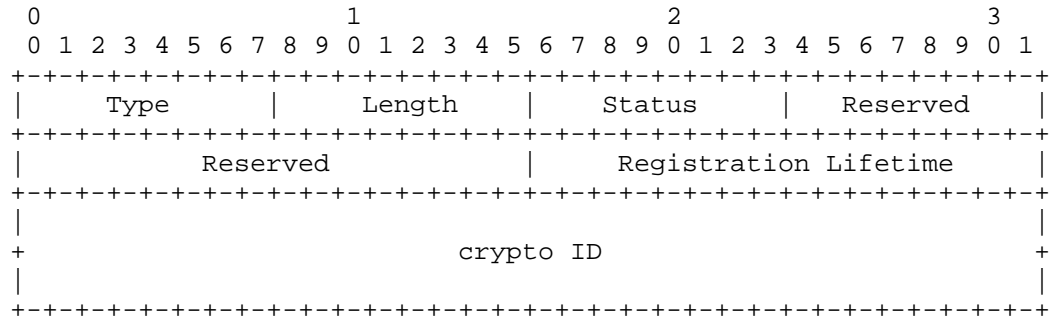 0                   1                   2                   3
 0 1 2 3 4 5 6 7 8 9 0 1 2 3 4 5 6 7 8 9 0 1 2 3 4 5 6 7 8 9 0 1
+-+-+-+-+-+-+-+-+-+-+-+-+-+-+-+-+-+-+-+-+-+-+-+-+-+-+-+-+-+-+-+-+
|     Type      |     Length    |    Status     |   Reserved    |
+-+-+-+-+-+-+-+-+-+-+-+-+-+-+-+-+-+-+-+-+-+-+-+-+-+-+-+-+-+-+-+-+
|           Reserved            |     Registration Lifetime     |
+-+-+-+-+-+-+-+-+-+-+-+-+-+-+-+-+-+-+-+-+-+-+-+-+-+-+-+-+-+-+-+-+
|                                                               |
+                           crypto ID                           +
|                                                               |
+-+-+-+-+-+-+-+-+-+-+-+-+-+-+-+-+-+-+-+-+-+-+-+-+-+-+-+-+-+-+-+-+